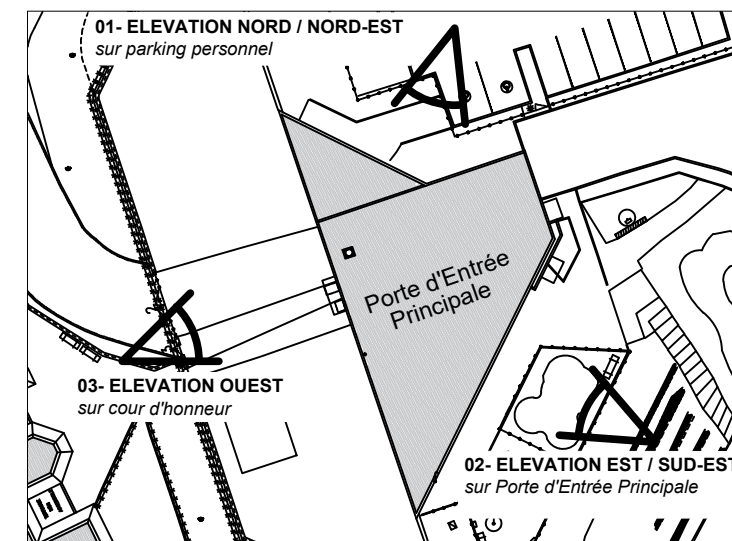 01- ELEVATION NORD / NORD-EST
sur parking personnel
Porte d'Entrée
Principale
03- ELEVATION OUEST
sur cour d'honneur
02- ELEVATION EST / SUD-EST
sur Porte d'Entrée Principale